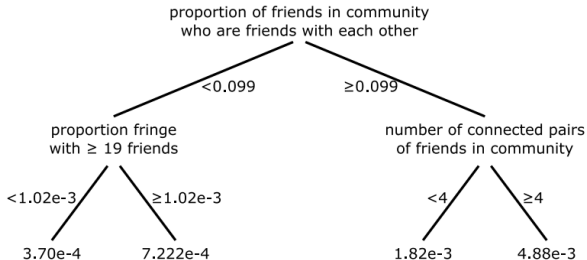 proportion of friends in community
who are friends with each other
<0.099
≥0.099
proportion fringe
with ≥ 19 friends
number of connected pairs
of friends in community
<1.02e-3
≥1.02e-3
<4
≥4
3.70e-4
7.222e-4
1.82e-3
4.88e-3